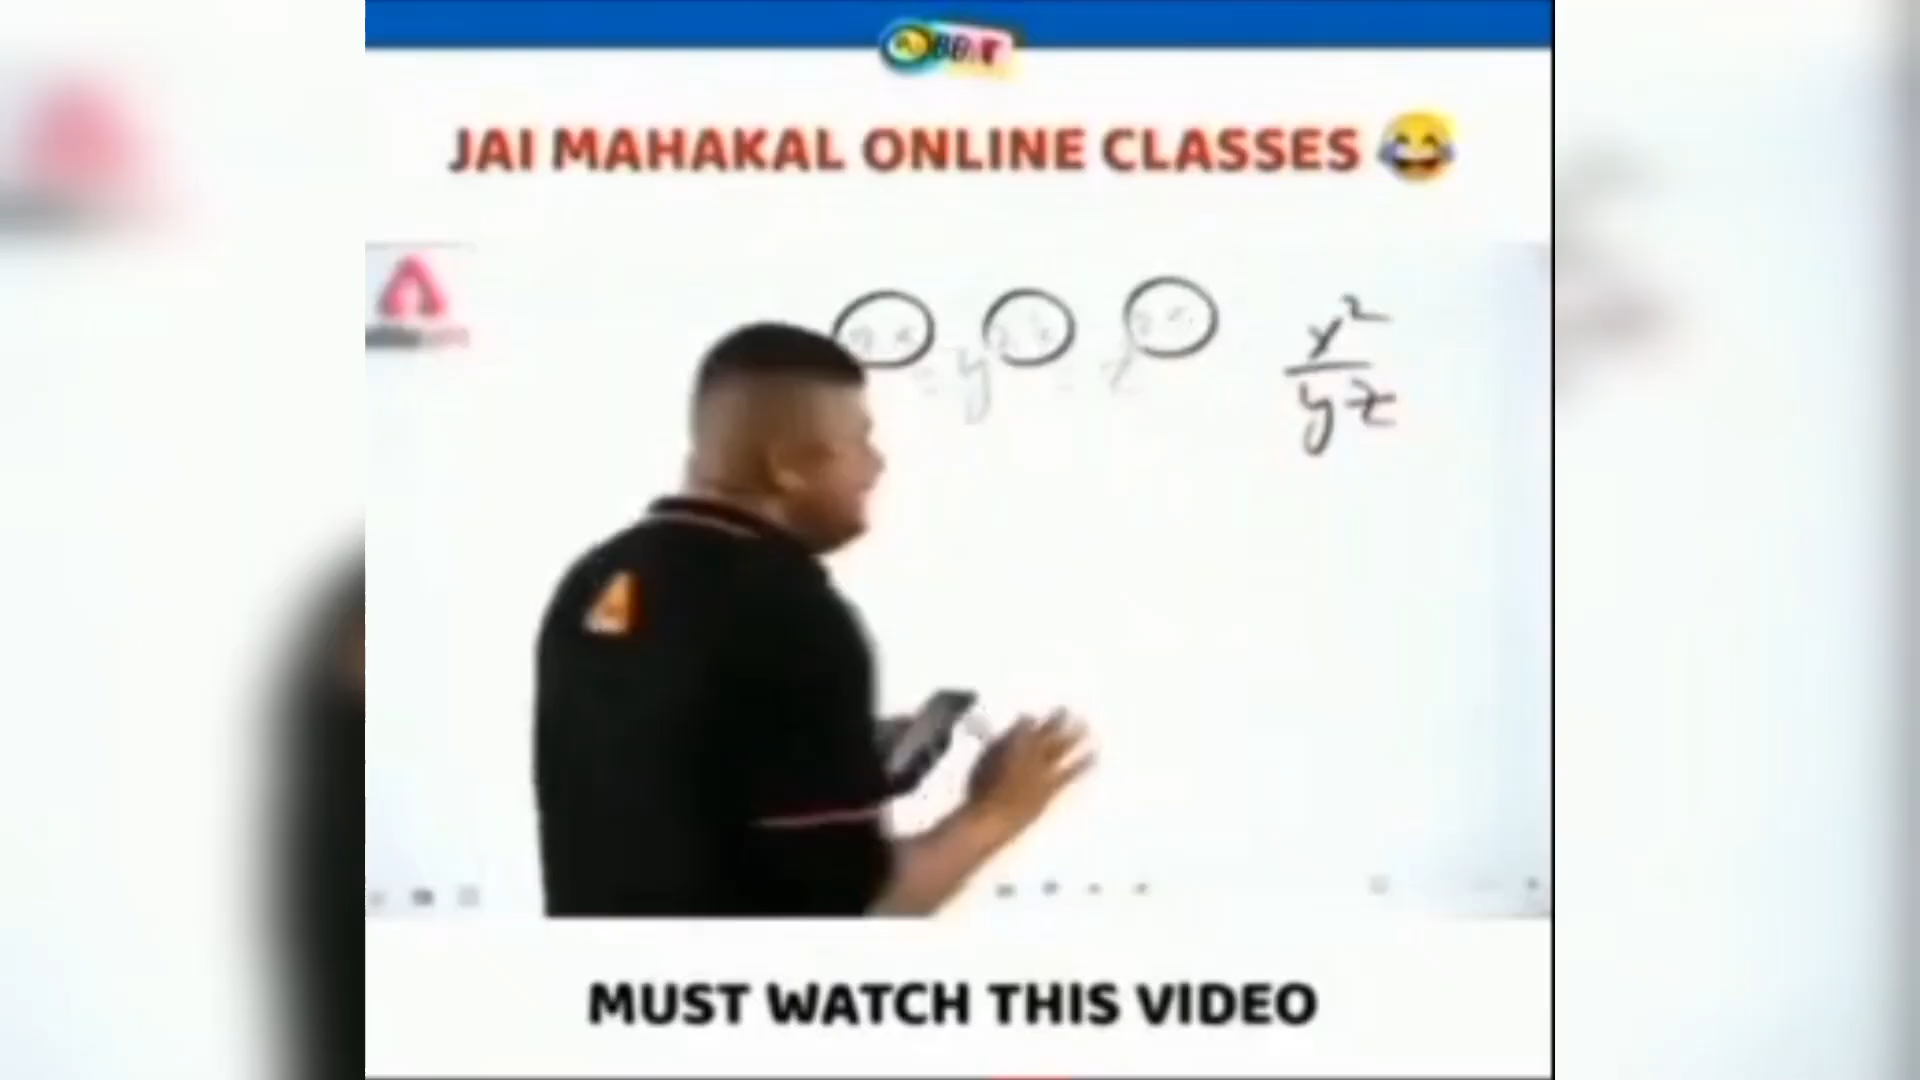 JAI MAHAKAL ONLINE CLASSES 😂
= y = z
x²
yz
MUST WATCH THIS VIDEO